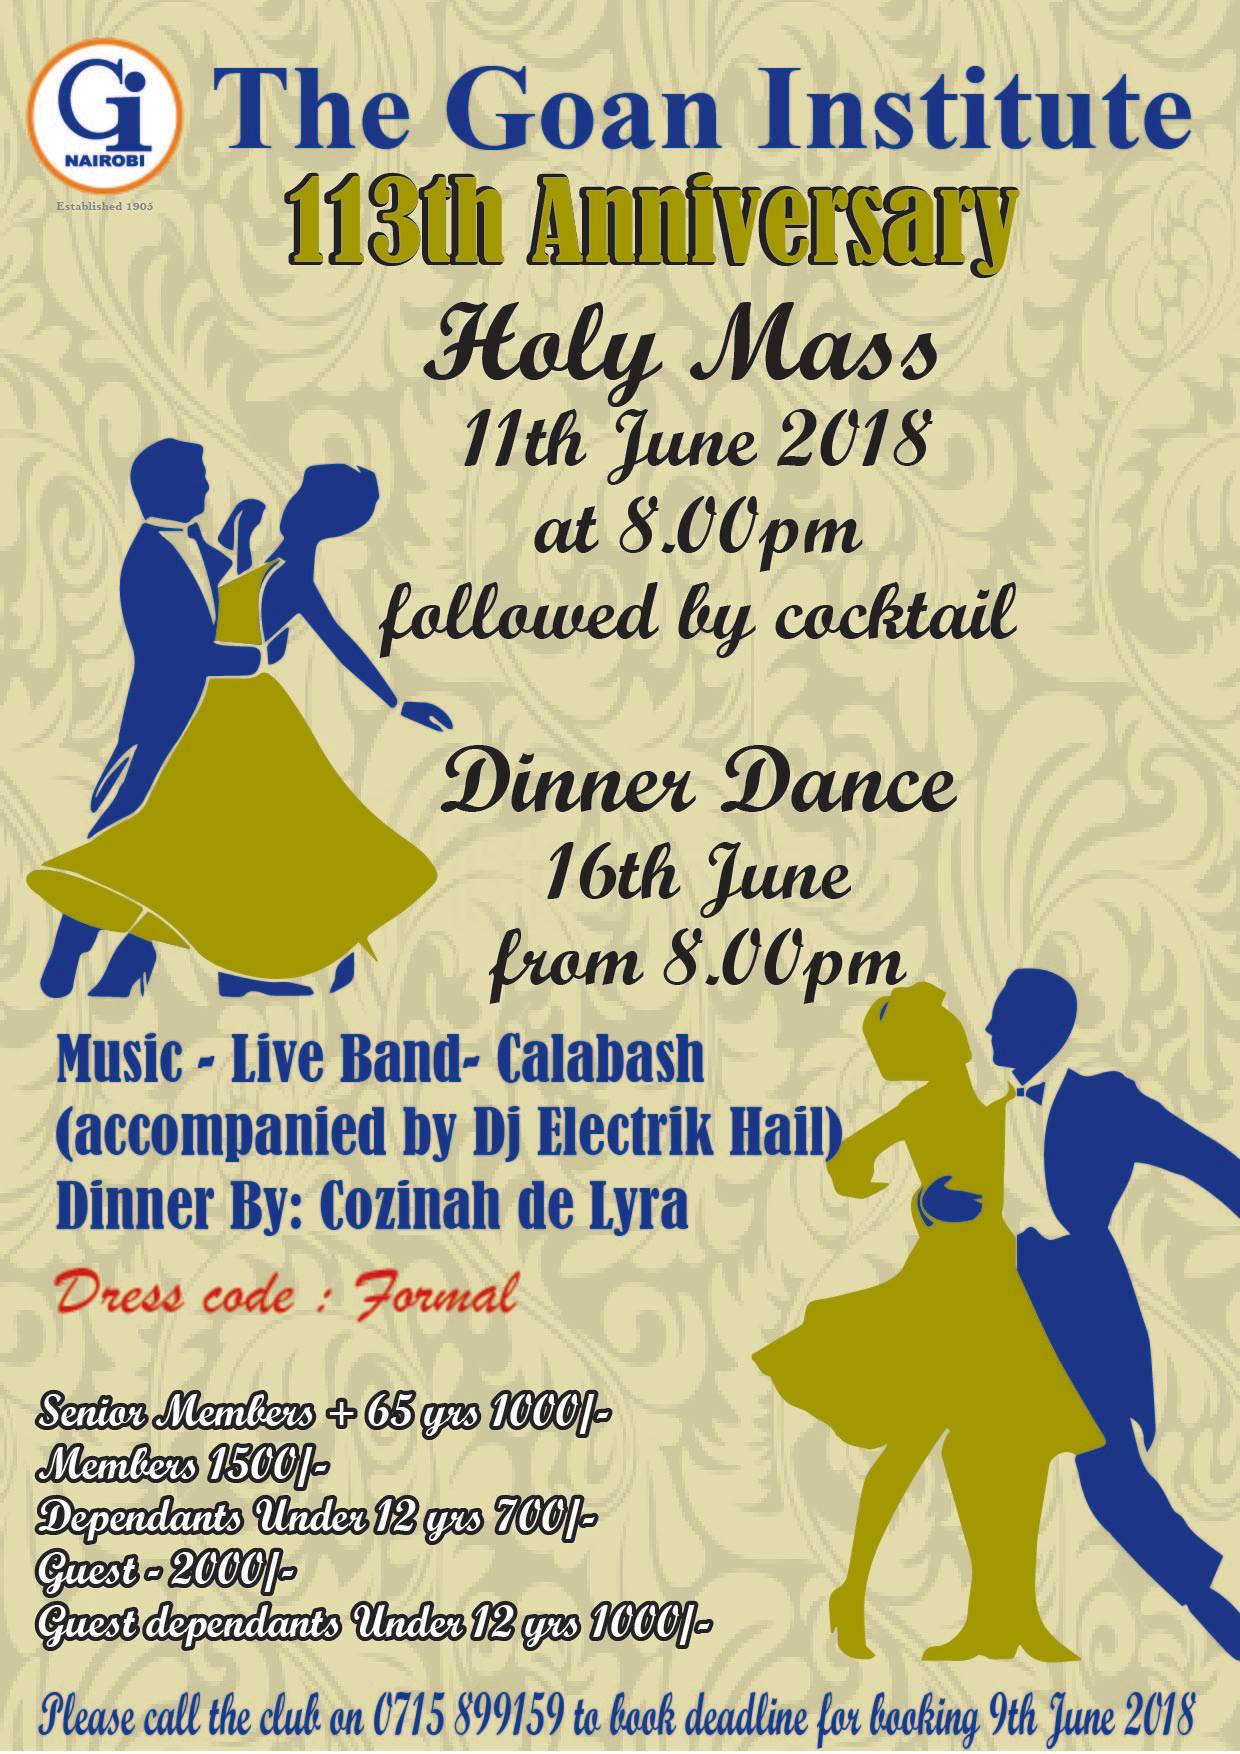 Gi
NAIROBI
Established 1905
The Goan Institute
113th Anniversary
Holy Mass
11th June 2018
at 8.00pm
followed by cocktail
Dinner Dance
16th June
from 8.00pm
Music - Live Band- Calabash
(accompanied by Dj Electrik Hail)
Dinner By: Cozinah de Lyra
Dress code : Formal
Senior Members + 65 yrs 1000/-
Members 1500/-
Dependants Under 12 yrs 700/-
Guest - 2000/-
Guest dependants Under 12 yrs 1000/-
Please call the club on 0715 899159 to book deadline for booking 9th June 2018